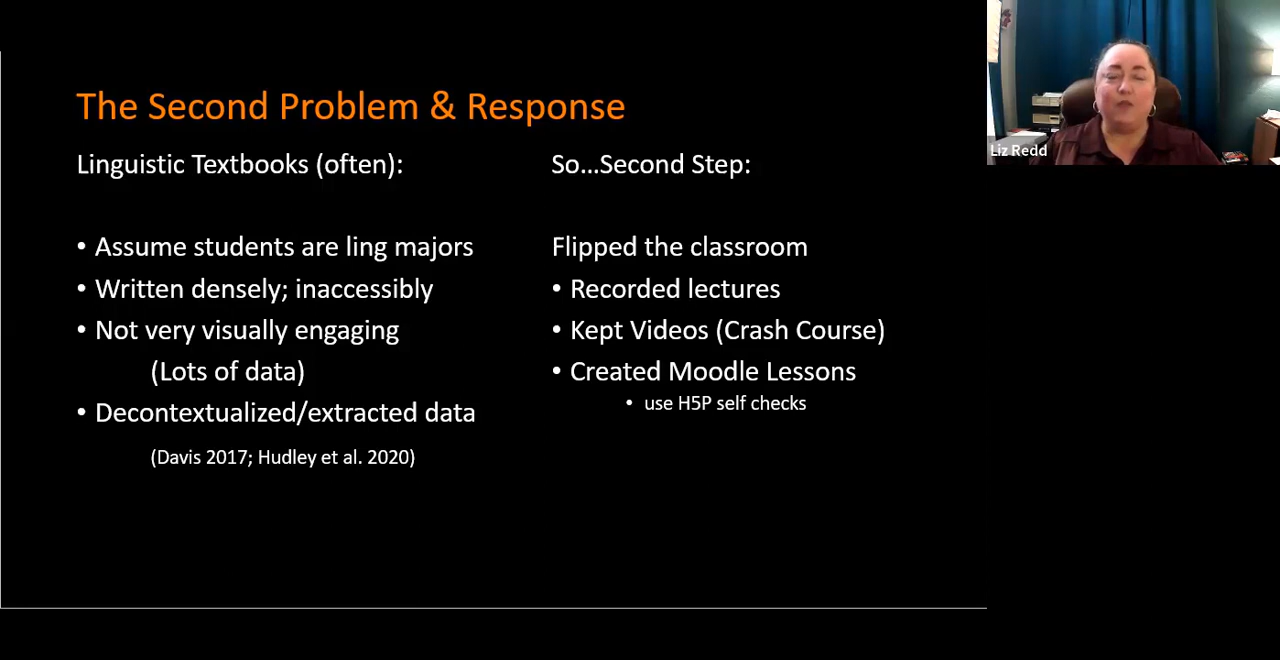 The Second Problem & Response
Linguistic Textbooks (often):
• Assume students are ling majors
• Written densely; inaccessibly
• Not very visually engaging
(Lots of data)
• Decontextualized/extracted data
(Davis 2017; Hudley et al. 2020)
So...Second Step:
Flipped the classroom
• Recorded lectures
• Kept Videos (Crash Course)
• Created Moodle Lessons
• use H5P self checks
Liz Redd